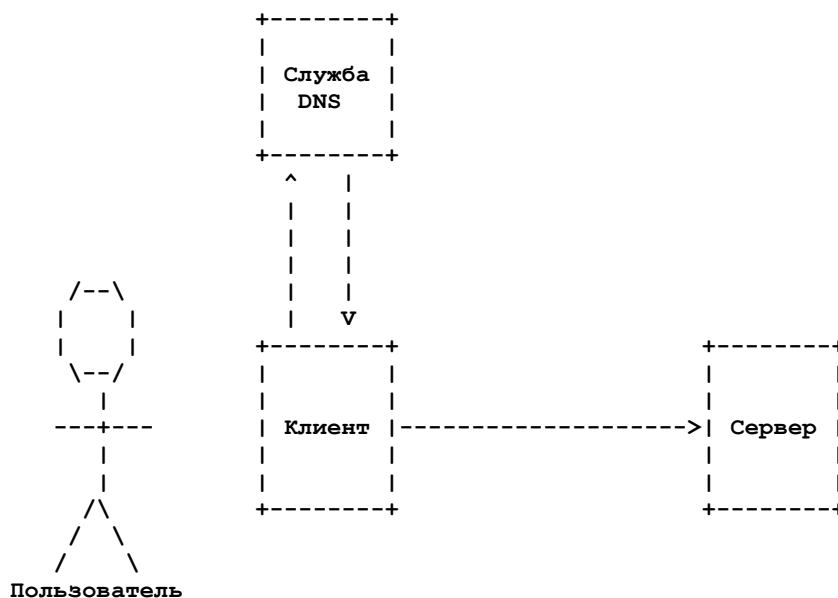 Служба
DNS
Клиент
Сервер
Пользователь